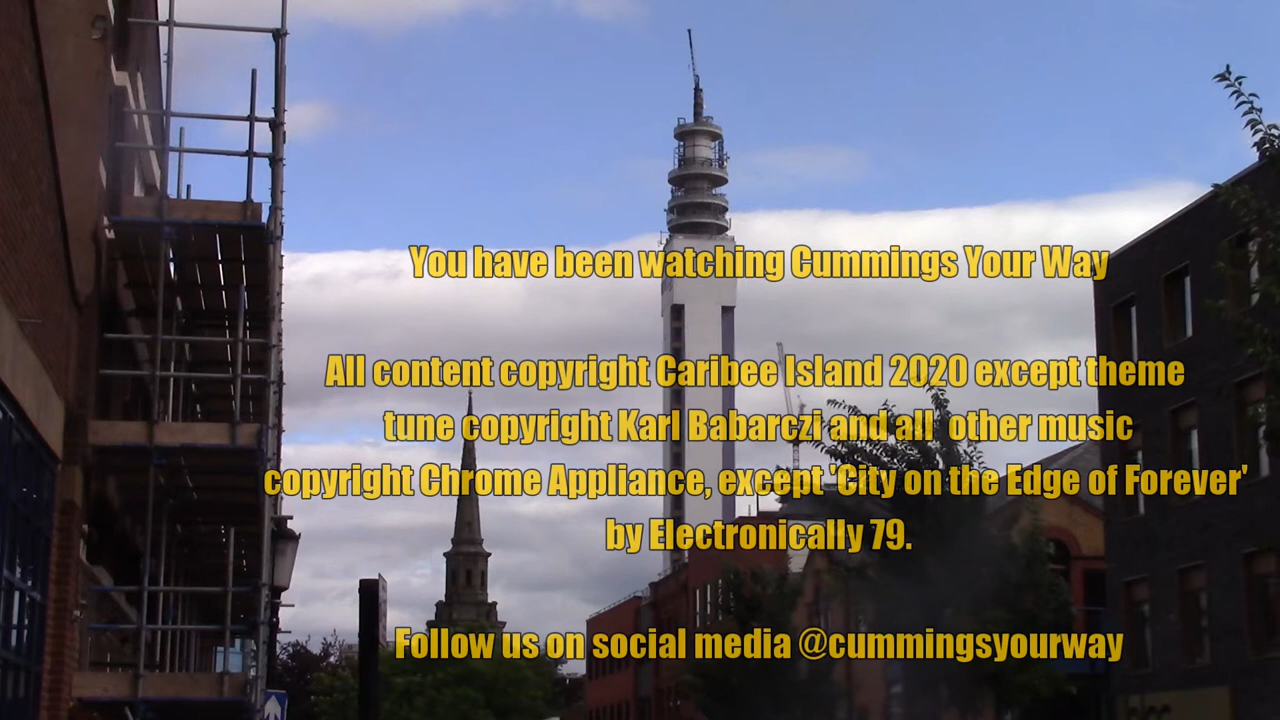 You have been watching Cummings Your Way
All content copyright Caribee Island 2020 except theme
tune copyright Karl Babarczi and all  other music
copyright Chrome Appliance, except 'City on the Edge of Forever'
by Electronically 79.
Follow us on social media @cummingsyourway